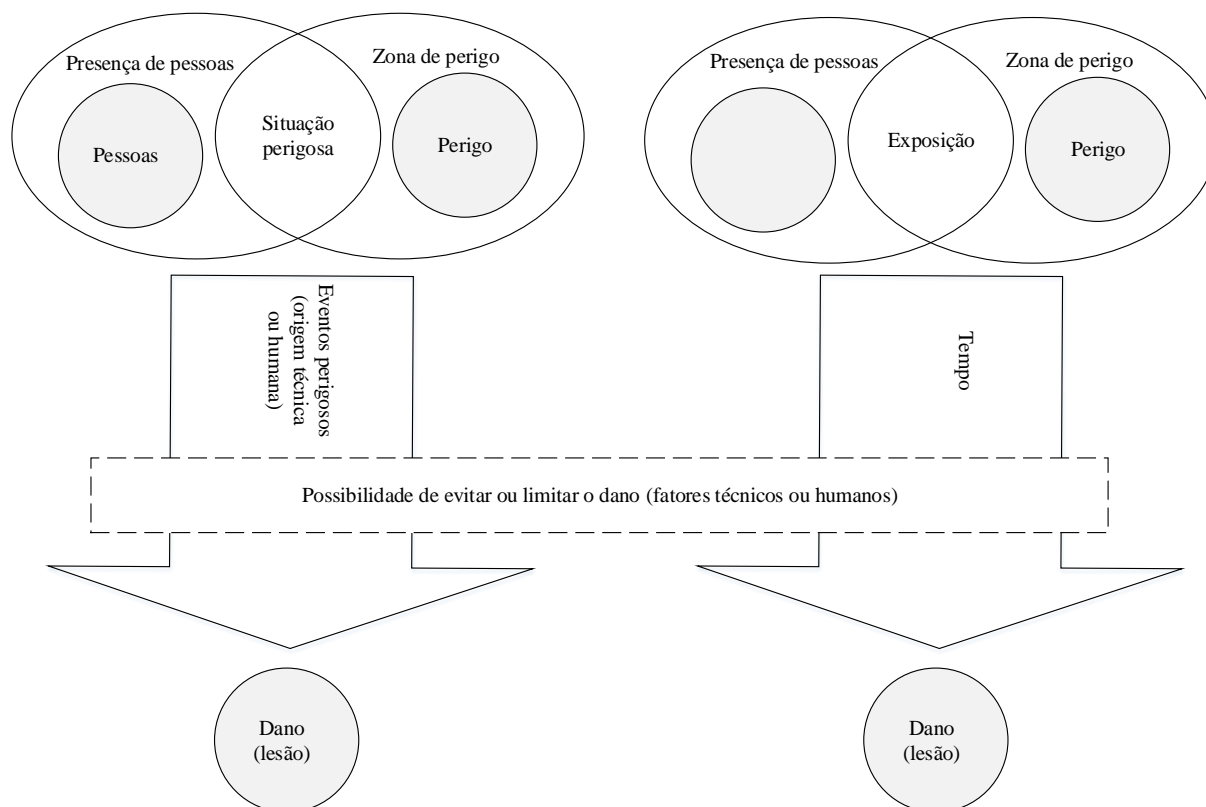 Presença de pessoas
Zona de perigo
Pessoas
Situação
perigosa
Perigo
Presença de pessoas
Zona de perigo
Exposição
Perigo
Eventos perigosos
(origem técnica
ou humana)
Tempo
Possibilidade de evitar ou limitar o dano (fatores técnicos ou humanos)
Dano
(lesão)
Dano
(lesão)